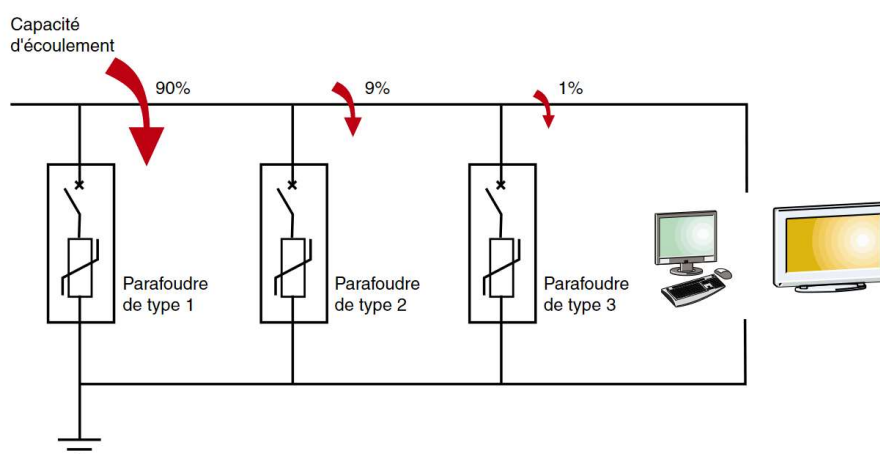 Capacité
d'écoulement
90%
9%
1%
Parafoudre
de type 1
Parafoudre
de type 2
Parafoudre
de type 3